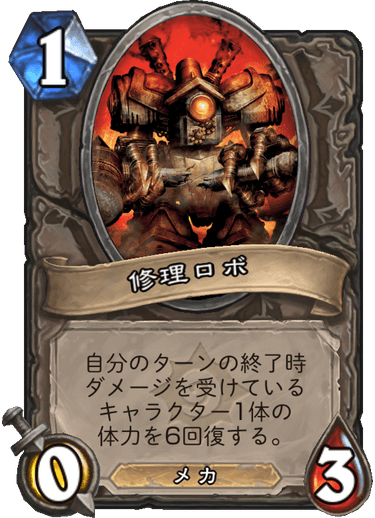 1
修理ロボ
自分のターンの終了時
ダメージを受けている
キャラクター1体の
体力を6回復する。
メカ
0
3